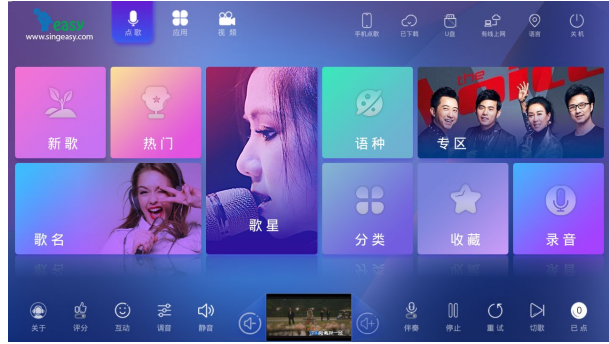 Singeasy
www.singeasy.com
点歌
应用
视频
手机点歌
已下载
U盘
有线上网
语音
关机
新歌
热门
歌星
语种
the
专区
歌名
分类
收藏
录音
关于
评分
互动
调音
静音
伴奏
停止
重试
切歌
0
已点